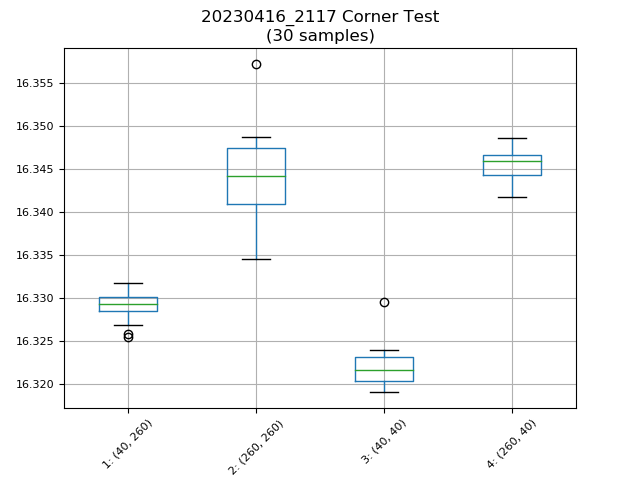 20230416_2117 Corner Test
(30 samples)
16.355
16.350
16.345
16.340
16.335
16.330
16.325
16.320
1: (40, 260)
2: (260, 260)
3: (40, 40)
4: (260, 40)